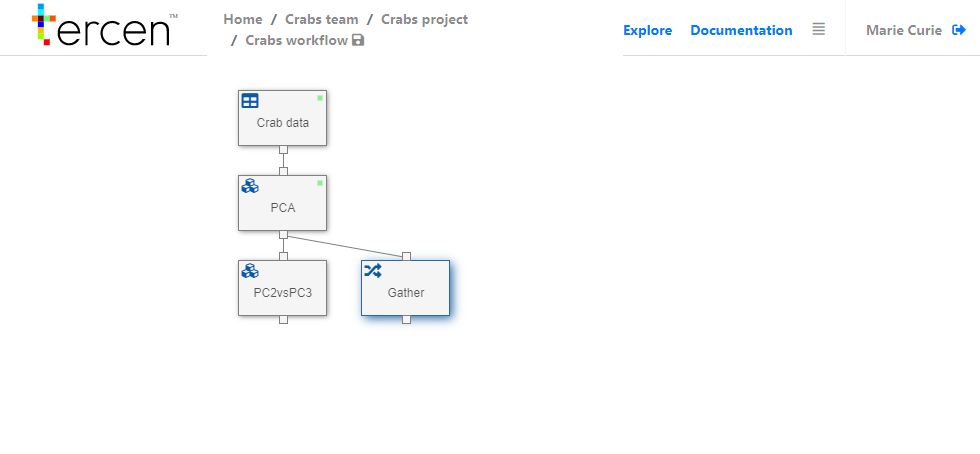 tercen™
Home / Crabs team / Crabs project
/ Crabs workflow
Explore Documentation Marie Curie
Crab data
PCA
PC2vsPC3 Gather